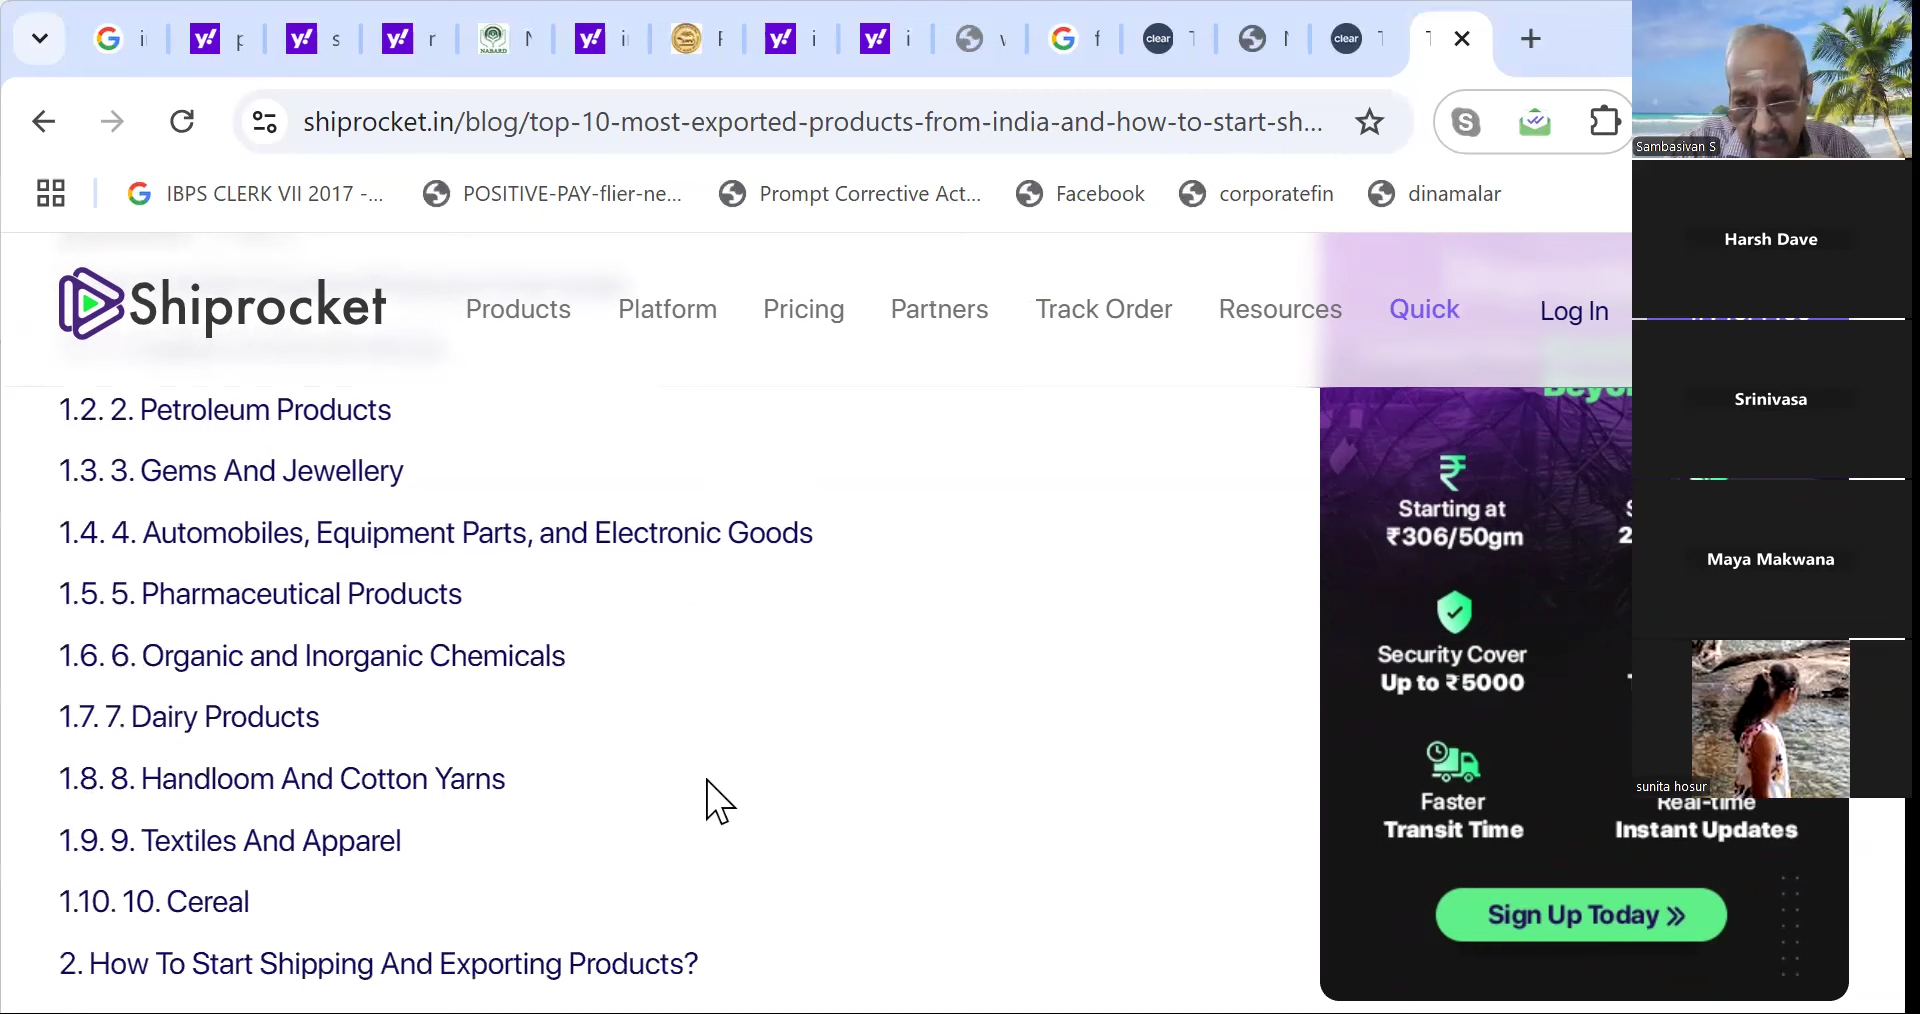 shiprocket.in/blog/top-10-most-exported-products-from-india-and-how-to-start-sh...
IBPS CLERK VII 2017 -...
POSITIVE-PAY-flier-ne...
Prompt Corrective Act...
Facebook
corporatefin
dinamalar
Shiprocket
Products
Platform
Pricing
Partners
Track Order
Resources
Quick
Log In
1.2. 2. Petroleum Products
1.3. 3. Gems And Jewellery
1.4. 4. Automobiles, Equipment Parts, and Electronic Goods
1.5. 5. Pharmaceutical Products
1.6. 6. Organic and Inorganic Chemicals
1.7. 7. Dairy Products
1.8. 8. Handloom And Cotton Yarns
1.9. 9. Textiles And Apparel
1.10. 10. Cereal
2. How To Start Shipping And Exporting Products?
Starting at
₹306/50gm
Security Cover
Up to ₹5000
Faster
Transit Time
Real-time
Instant Updates
Sign Up Today
Sambasivan S
Harsh Dave
Srinivasa
Maya Makwana
sunita hosur
clear
clear
NABARD